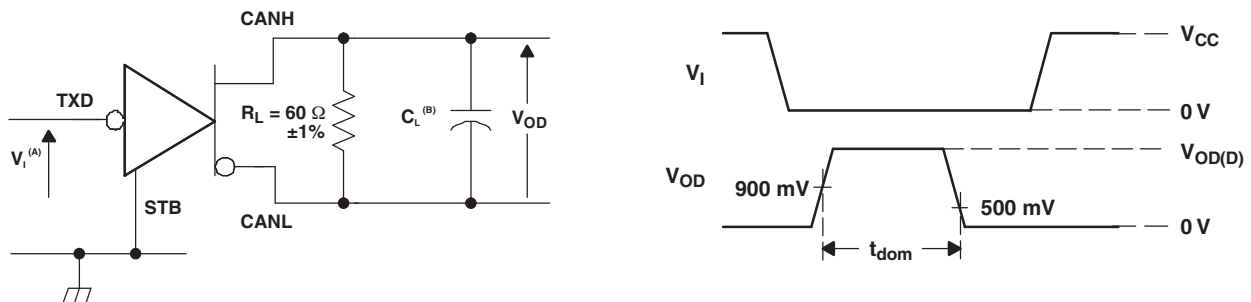 CANH
TXD
R_L = 60 Ω
±1%
C_L (B)
V_OD
V_I (A)
STB
CANL
V_I
V_CC
0 V
V_OD
900 mV
V_OD(D)
500 mV
0 V
t_dom